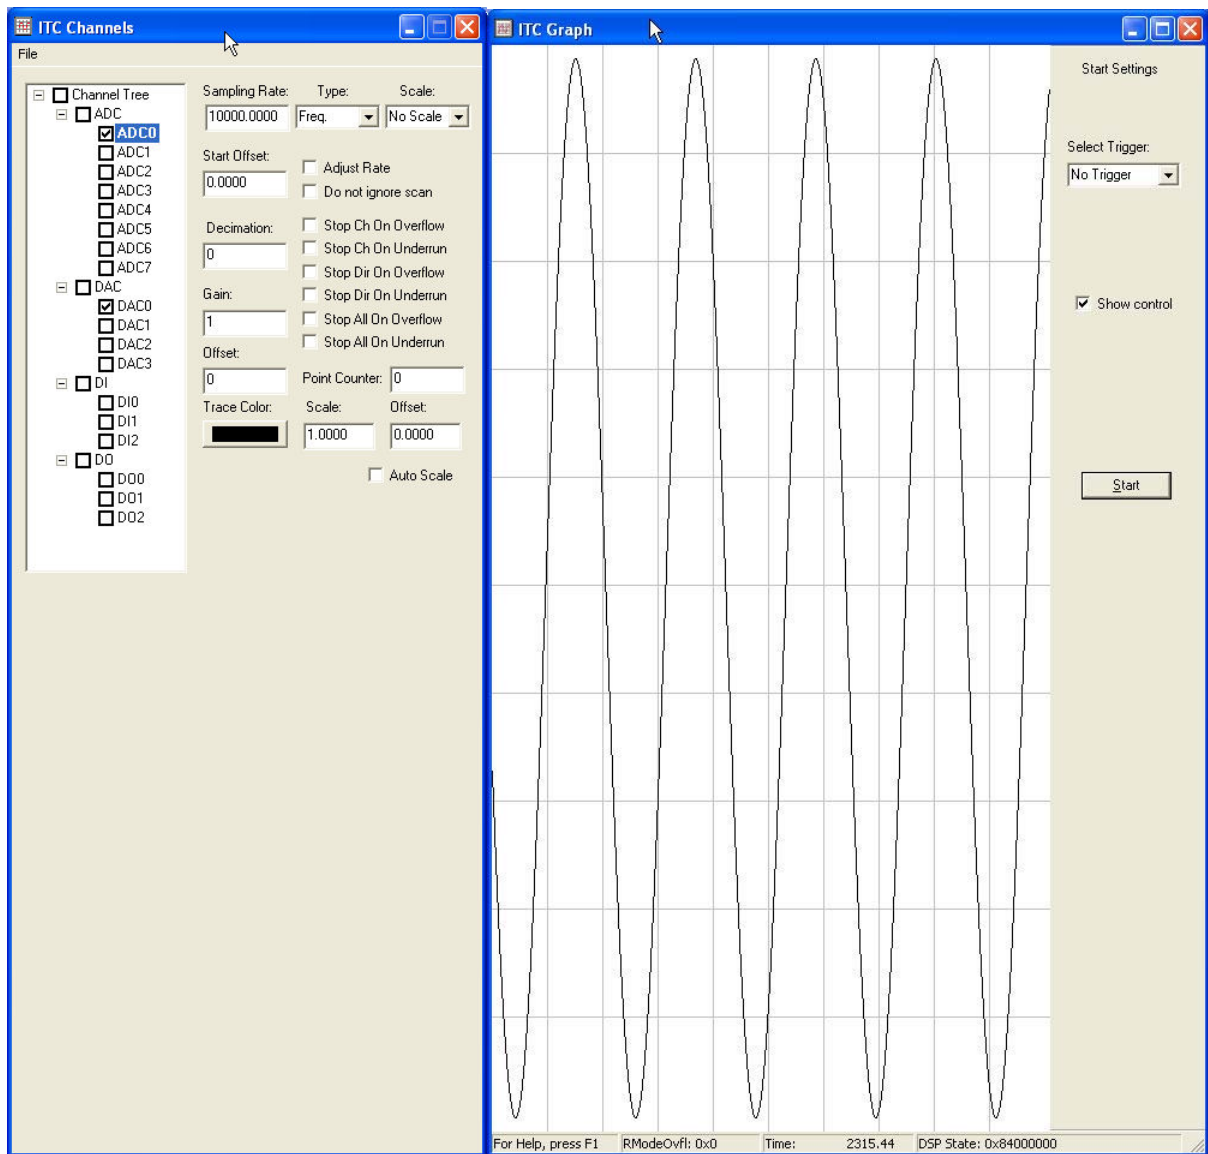 ITC Channels
File
Channel Tree
ADC
ADC0
ADC1
ADC2
ADC3
ADC4
ADC5
ADC6
ADC7
DAC
DAC0
DAC1
DAC2
DAC3
DI
DI0
DI1
DI2
DO
DO0
DO1
DO2
Sampling Rate: Type: Scale:
10000.0000 Freq. No Scale
Start Offset:
0.0000
Adjust Rate
Do not ignore scan
Decimation:
0
Stop Ch On Overflow
Stop Ch On Underrun
Stop Dir On Overflow
Stop Dir On Underrun
Stop All On Overflow
Stop All On Underrun
Gain:
1
Offset:
0
Point Counter: 0
Trace Color: Scale: Offset:
1.0000 0.0000
Auto Scale
ITC Graph
Start Settings
Select Trigger:
No Trigger
Show control
Start
For Help, press F1 RModeOvfl: 0x0 Time: 2315.44 DSP State: 0x84000000